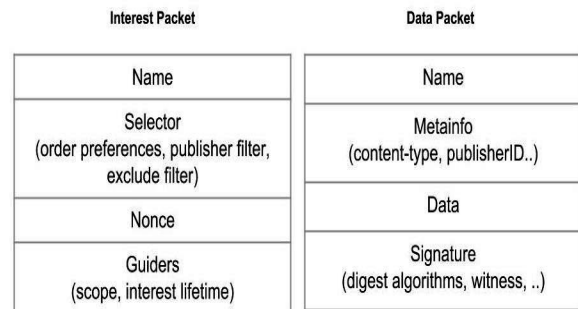 Interest Packet
Name
Selector
(order preferences, publisher filter,
exclude filter)
Nonce
Guiders
(scope, interest lifetime)
Data Packet
Name
Metainfo
(content-type, publisherID..)
Data
Signature
(digest algorithms, witness, ..)